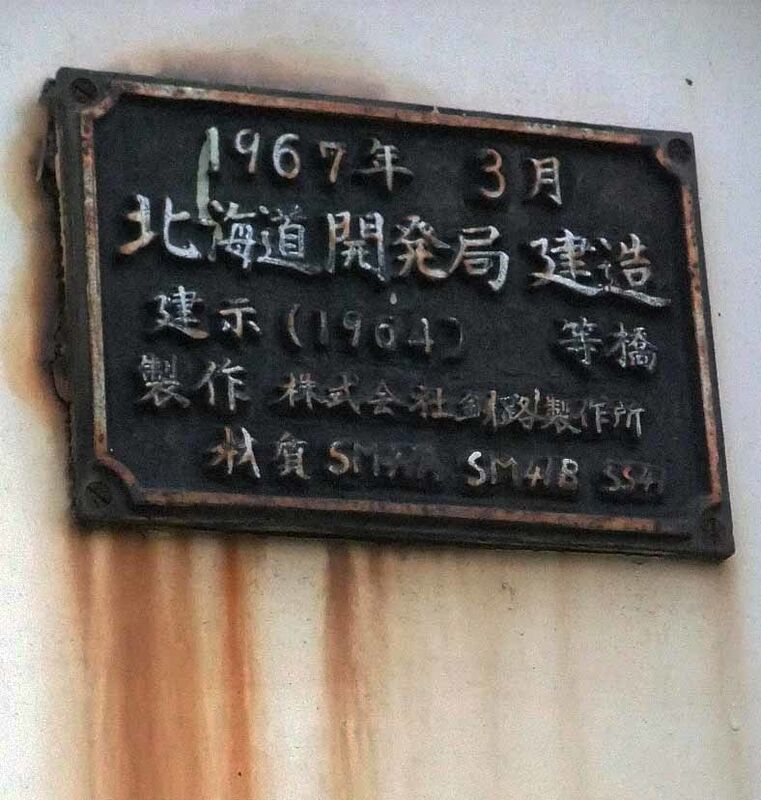 1967年 3月
北海道開発局 建造
建示(1964) 等橋
製作 株式会社釧路製作所
材質 SM41A SM41B SS41